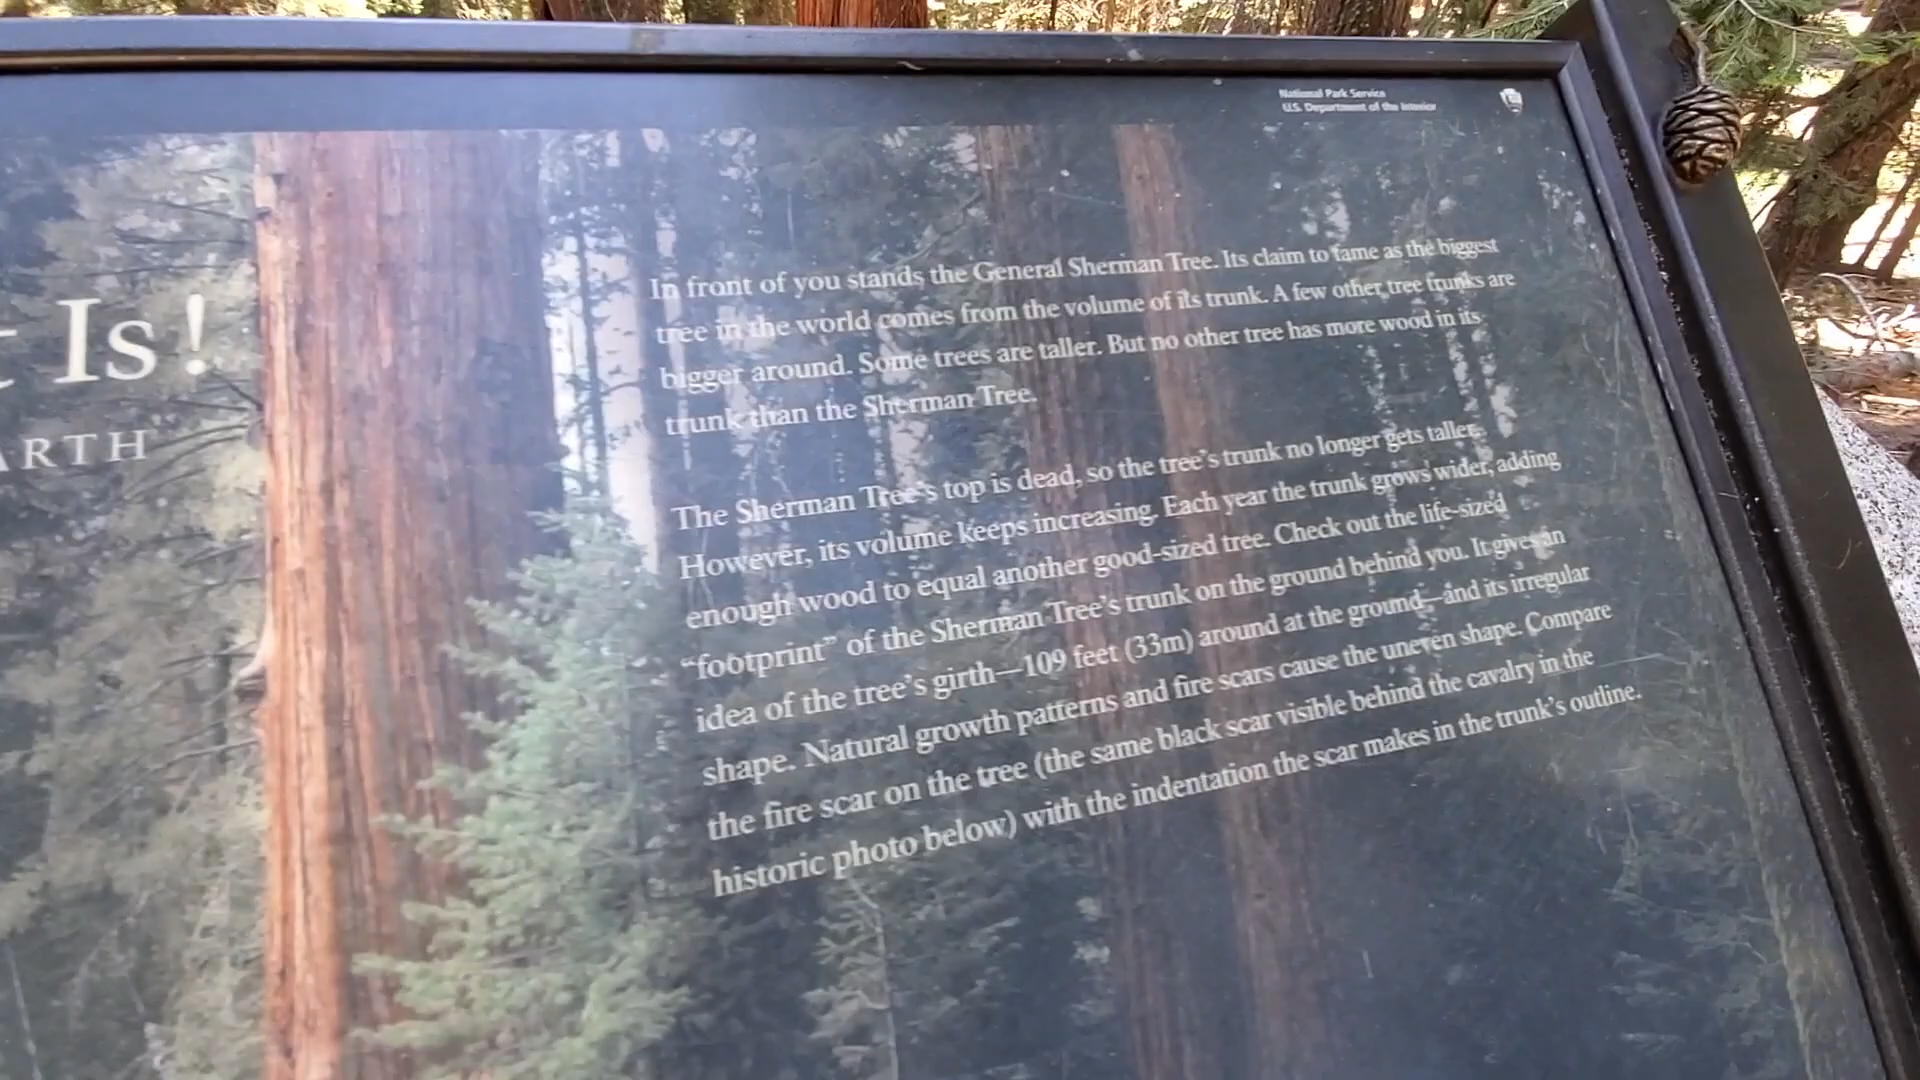 National Park Service
U.S. Department of the Interior
Is!
ARTH
In front of you stands the General Sherman Tree. Its claim to fame as the biggest
tree in the world comes from the volume of its trunk. A few other tree trunks are
bigger around. Some trees are taller. But no other tree has more wood in its
trunk than the Sherman Tree.
The Sherman Tree's top is dead, so the tree's trunk no longer gets taller.
However, its volume keeps increasing. Each year the trunk grows wider, adding
enough wood to equal another good-sized tree. Check out the life-sized
“footprint” of the Sherman Tree's trunk on the ground behind you. It gives an
idea of the tree's girth—109 feet (33m) around at the ground—and its irregular
shape. Natural growth patterns and fire scars cause the uneven shape. Compare
the fire scar on the tree (the same black scar visible behind the cavalry in the
historic photo below) with the indentation the scar makes in the trunk's outline.